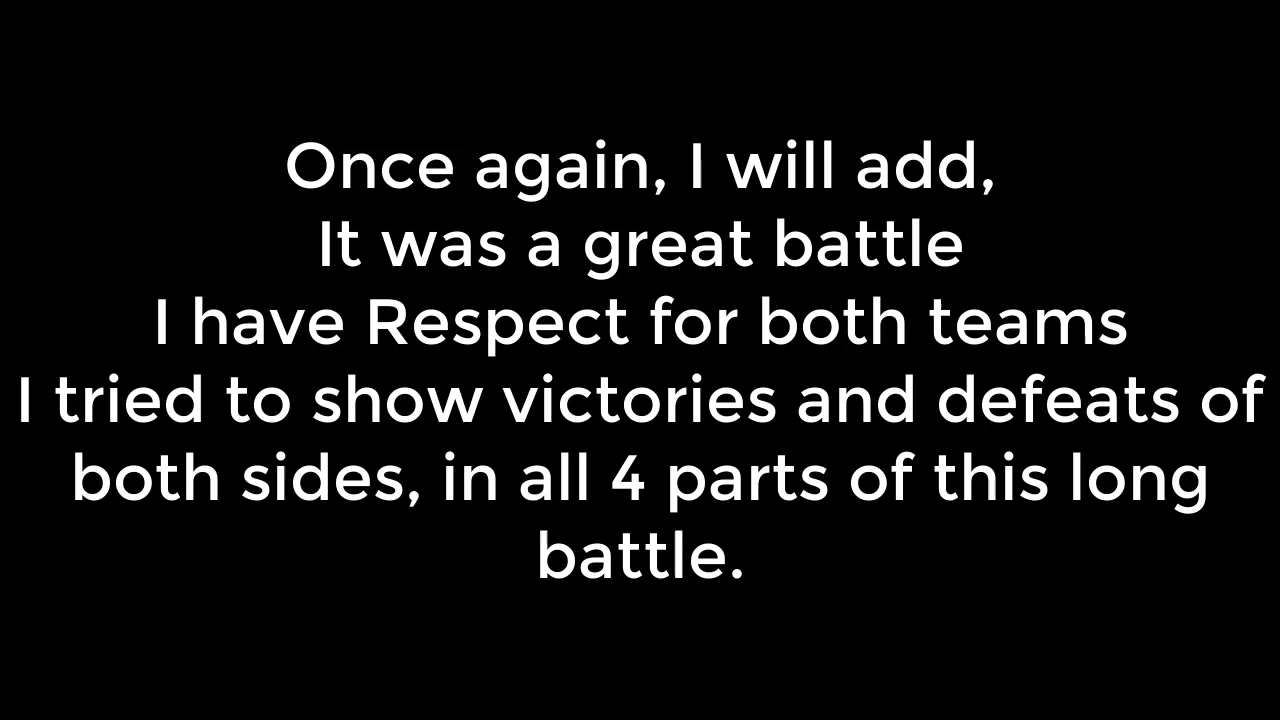 Once again, I will add,
It was a great battle
I have Respect for both teams
I tried to show victories and defeats of
both sides, in all 4 parts of this long
battle.